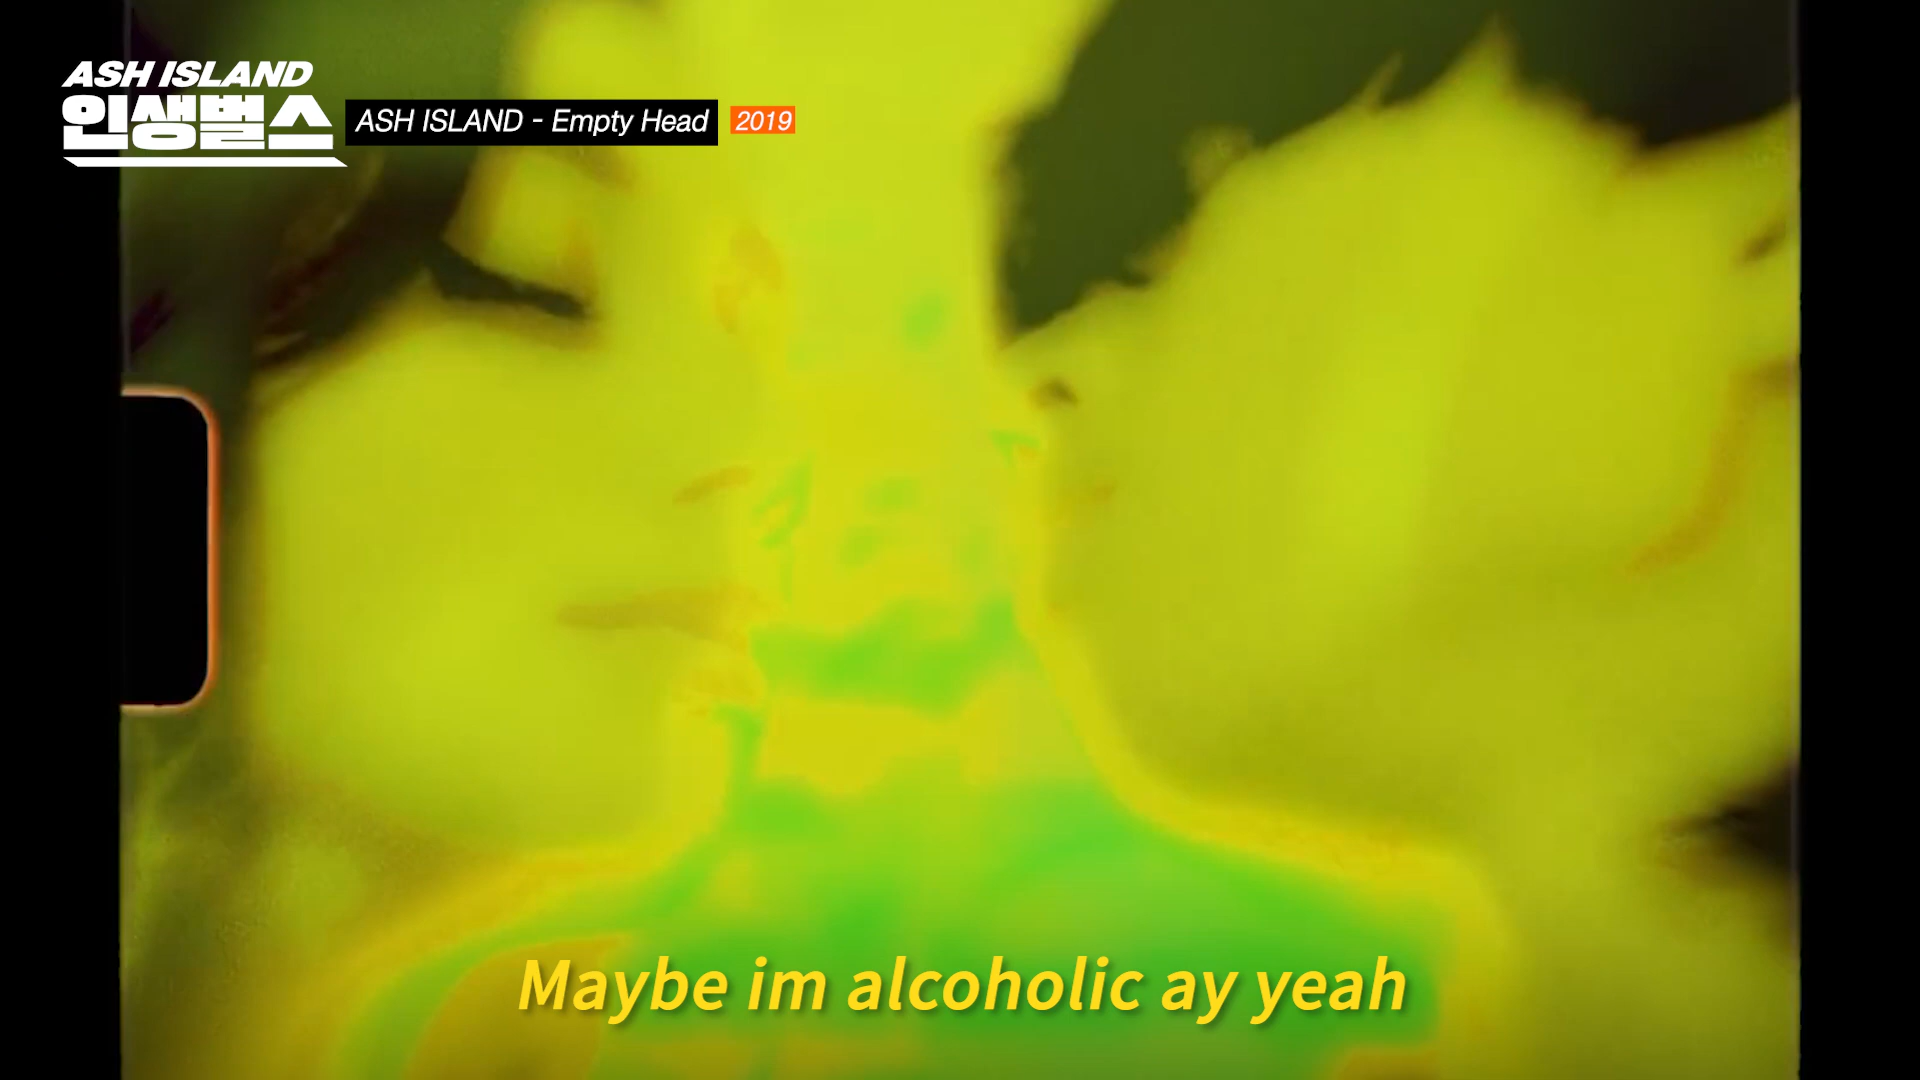 ASH ISLAND
인생벌스
ASH ISLAND - Empty Head 2019
Maybe im alcoholic ay yeah